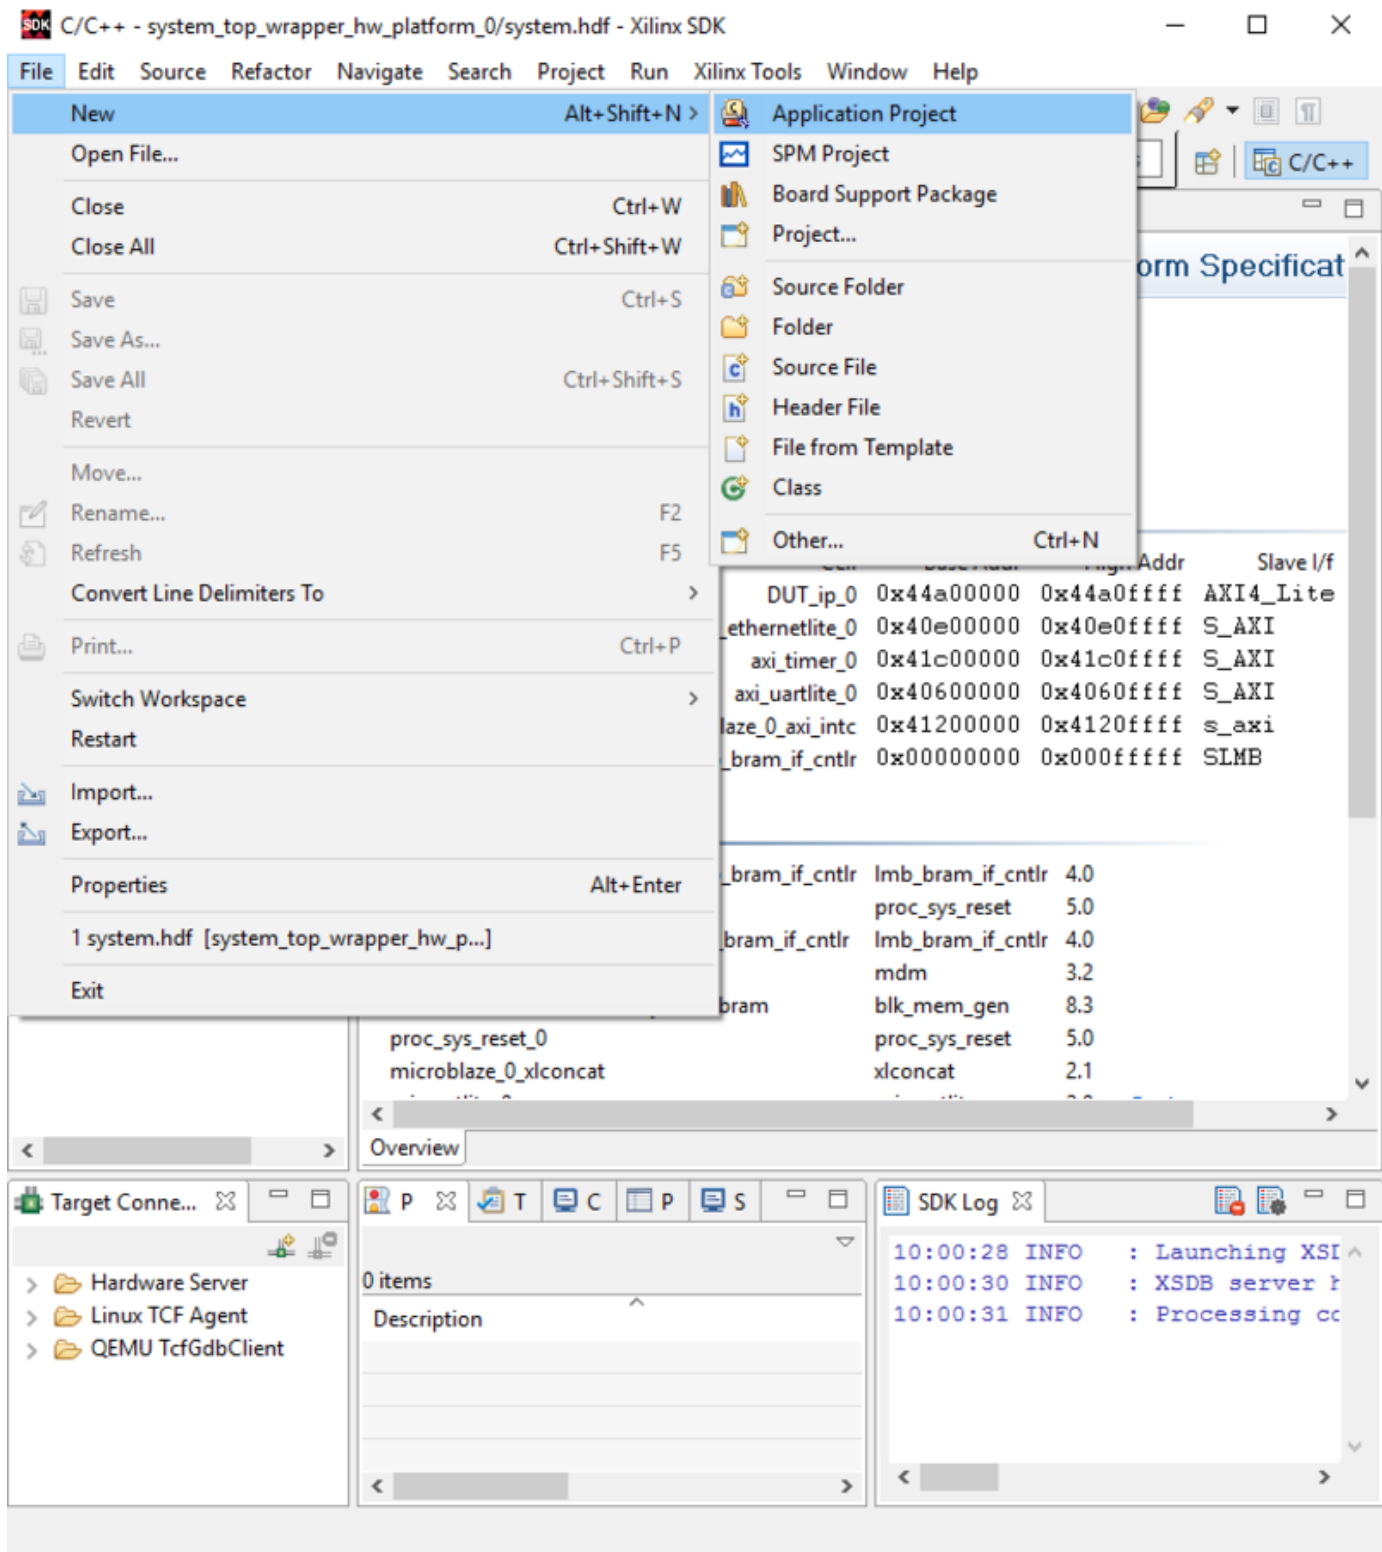 SDK C/C++ - system_top_wrapper_hw_platform_0/system.hdf - Xilinx SDK
File Edit Source Refactor Navigate Search Project Run Xilinx Tools Window Help
New Alt+Shift+N >
Open File...
Close Ctrl+W
Close All Ctrl+Shift+W
Save Ctrl+S
Save As...
Save All Ctrl+Shift+S
Revert
Move...
Rename... F2
Refresh F5
Convert Line Delimiters To >
Print... Ctrl+P
Switch Workspace >
Restart
Import...
Export...
Properties Alt+Enter
1 system.hdf [system_top_wrapper_hw_p...]
Exit
Application Project
SPM Project
Board Support Package
Project...
Source Folder
Folder
Source File
Header File
File from Template
Class
Other... Ctrl+N
C/C++
orm Specificat
Addr Slave I/f
DUT_ip_0 0x44a00000 0x44a0ffff AXI4_Lite
_ethernetlite_0 0x40e00000 0x40e0ffff S_AXI
axi_timer_0 0x41c00000 0x41c0ffff S_AXI
axi_uartlite_0 0x40600000 0x4060ffff S_AXI
laze_0_axi_intc 0x41200000 0x4120ffff s_axi
_bram_if_cntlr 0x00000000 0x000fffff SLMB
_bram_if_cntlr lmb_bram_if_cntlr 4.0
proc_sys_reset 5.0
bram_if_cntlr lmb_bram_if_cntlr 4.0
mdm 3.2
bram blk_mem_gen 8.3
proc_sys_reset_0 proc_sys_reset 5.0
microblaze_0_xlconcat xlconcat 2.1
Overview
Target Conne...
Hardware Server
Linux TCF Agent
QEMU TcfGdbClient
P T C P S
0 items
Description
SDK Log
10:00:28 INFO : Launching XSD
10:00:30 INFO : XSDB server h
10:00:31 INFO : Processing co